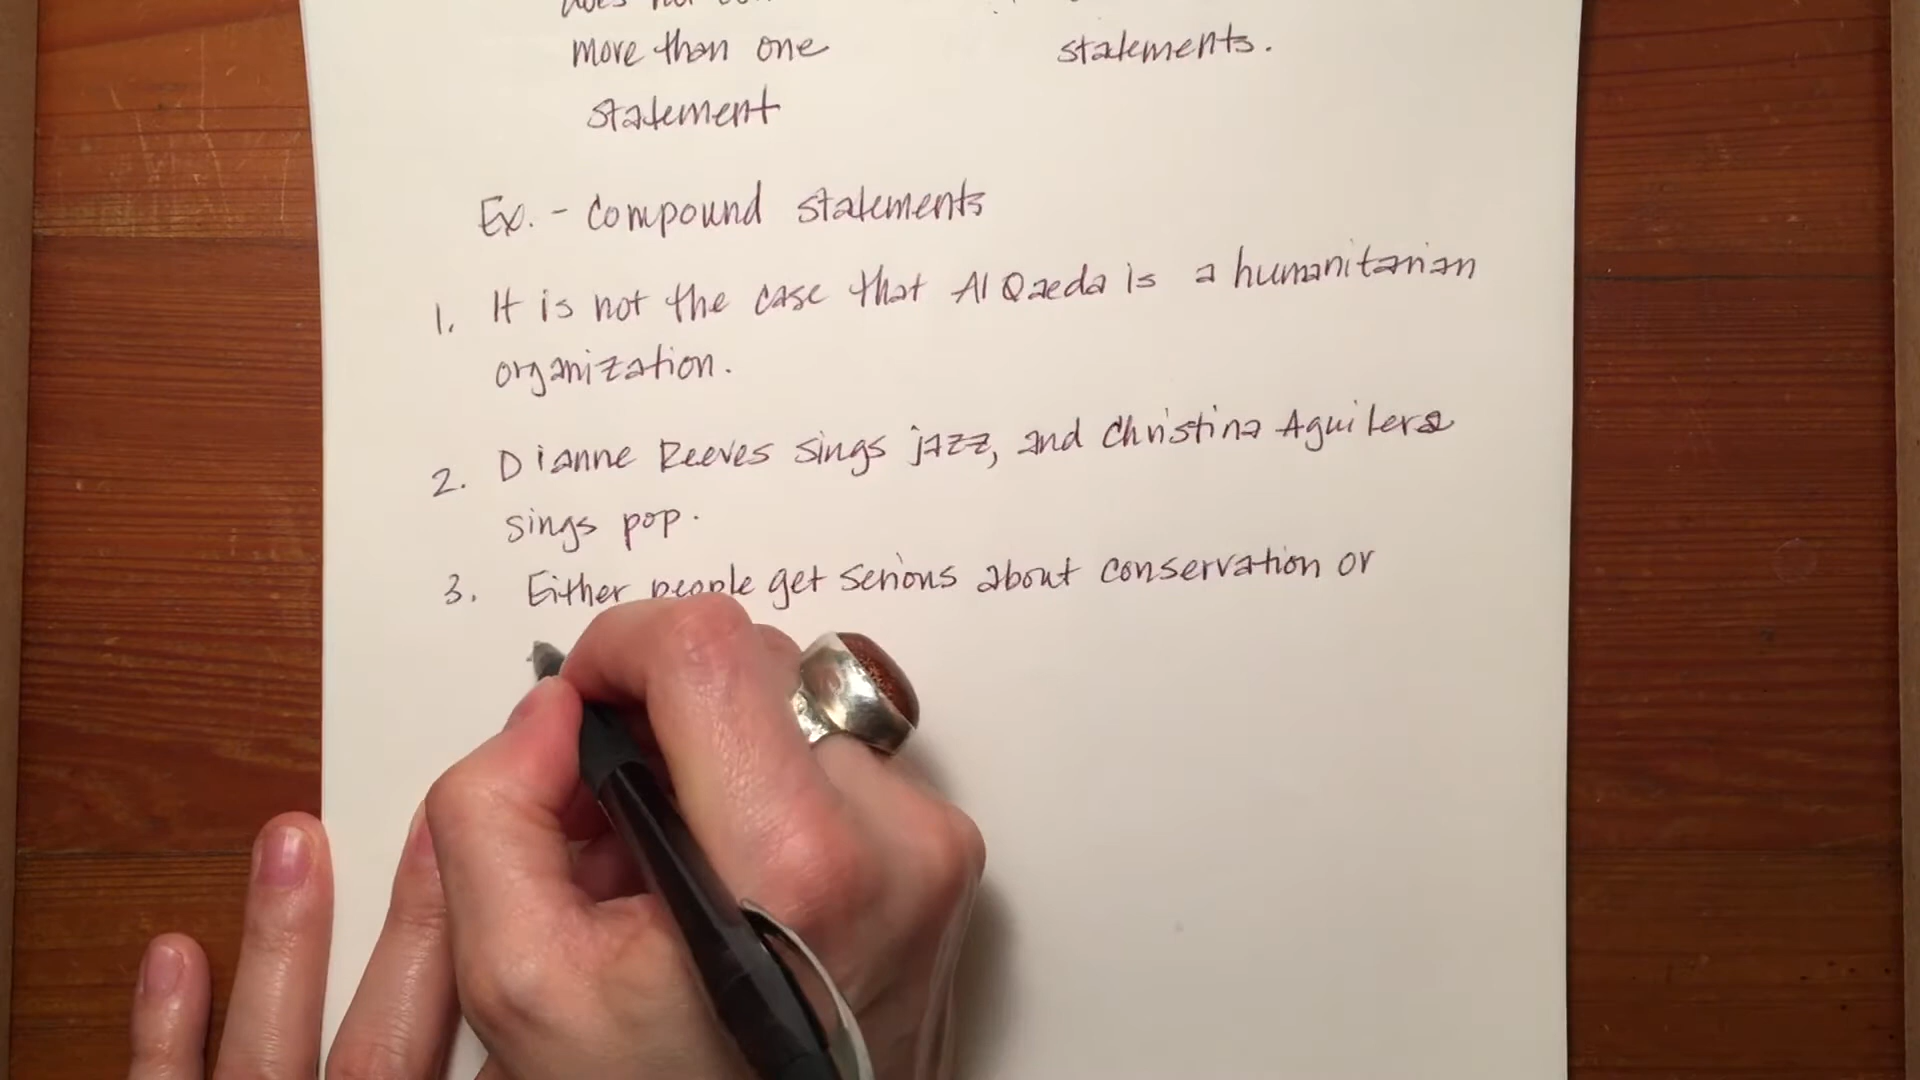 more than one statements.
statement
Ex. - compound statements
1. It is not the case that Al Qaeda is a humanitarian
organization.
2. Dianne Reeves sings jazz, and Christina Aguilera
sings pop.
3. Either people get serious about conservation or